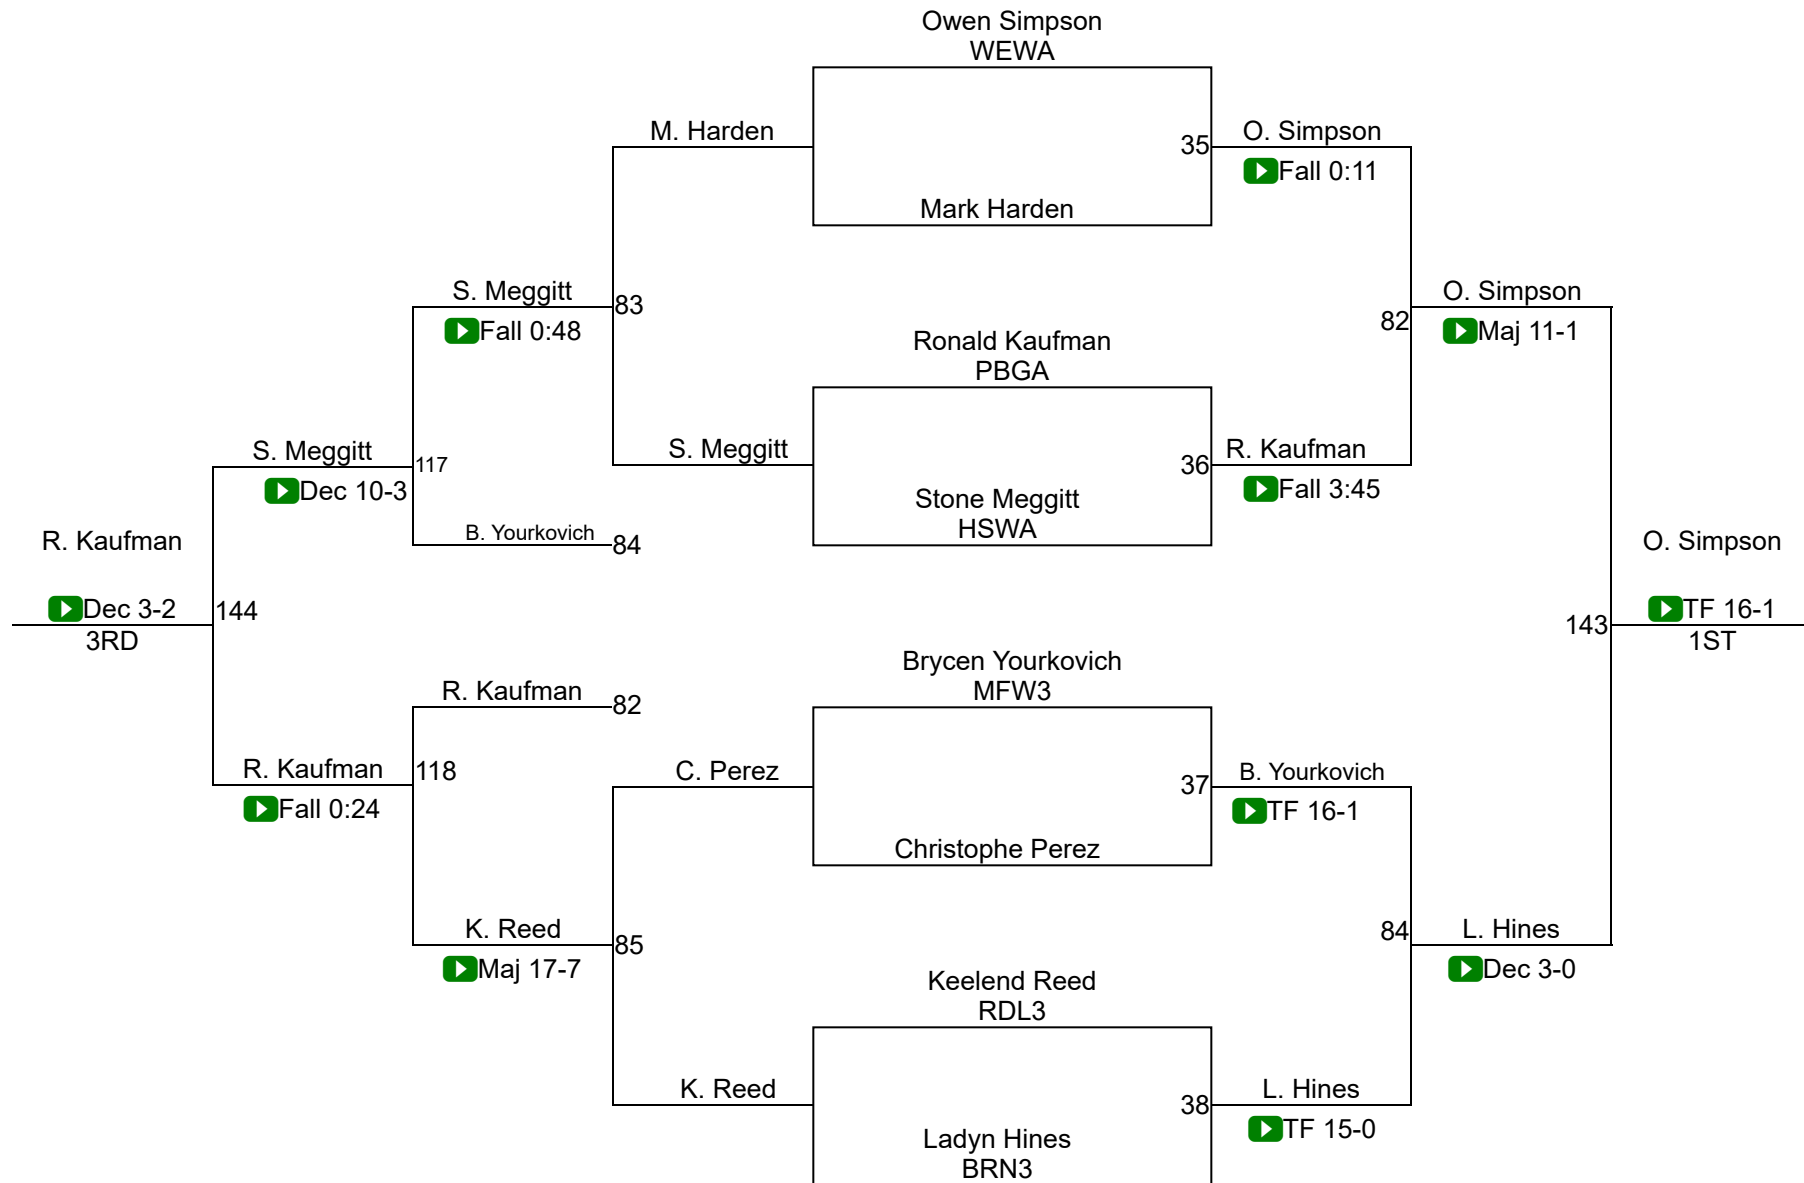 Owen Simpson
WEWA
M. Harden
35
O. Simpson
Fall 0:11
Mark Harden
S. Meggitt
83
Fall 0:48
O. Simpson
82
Maj 11-1
Ronald Kaufman
PBGA
S. Meggitt
117
Dec 10-3
S. Meggitt
36
R. Kaufman
Fall 3:45
Stone Meggitt
HSWA
B. Yourkovich
84
R. Kaufman
Dec 3-2
144
3RD
O. Simpson
143
TF 16-1
1ST
Brycen Yourkovich
MFW3
R. Kaufman
82
R. Kaufman
118
Fall 0:24
C. Perez
37
B. Yourkovich
TF 16-1
Christophe Perez
K. Reed
85
Maj 17-7
84
L. Hines
Dec 3-0
Keelend Reed
RDL3
K. Reed
38
L. Hines
TF 15-0
Ladyn Hines
BRN3